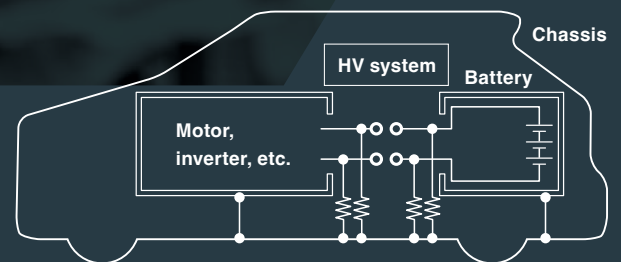 Chassis
HV system
Battery
Motor,
inverter, etc.